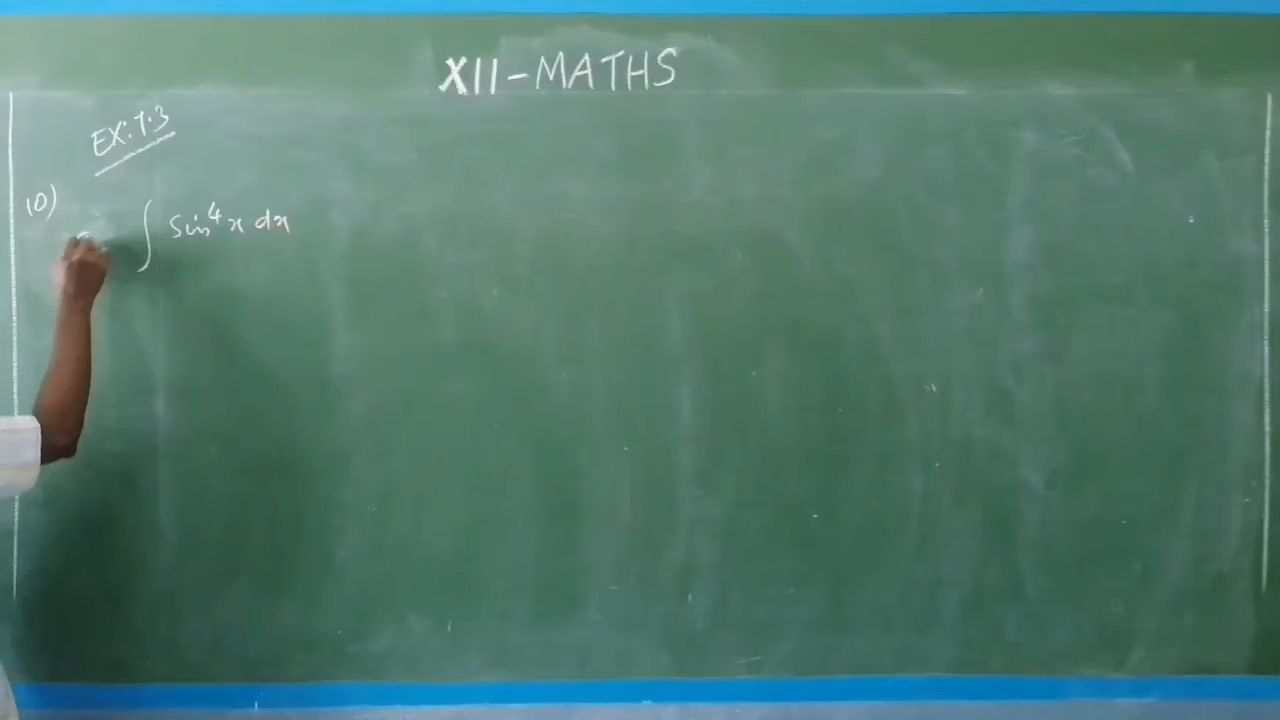 XII-MATHS
EX: 7.3
10) ∫ Sin⁴x dx